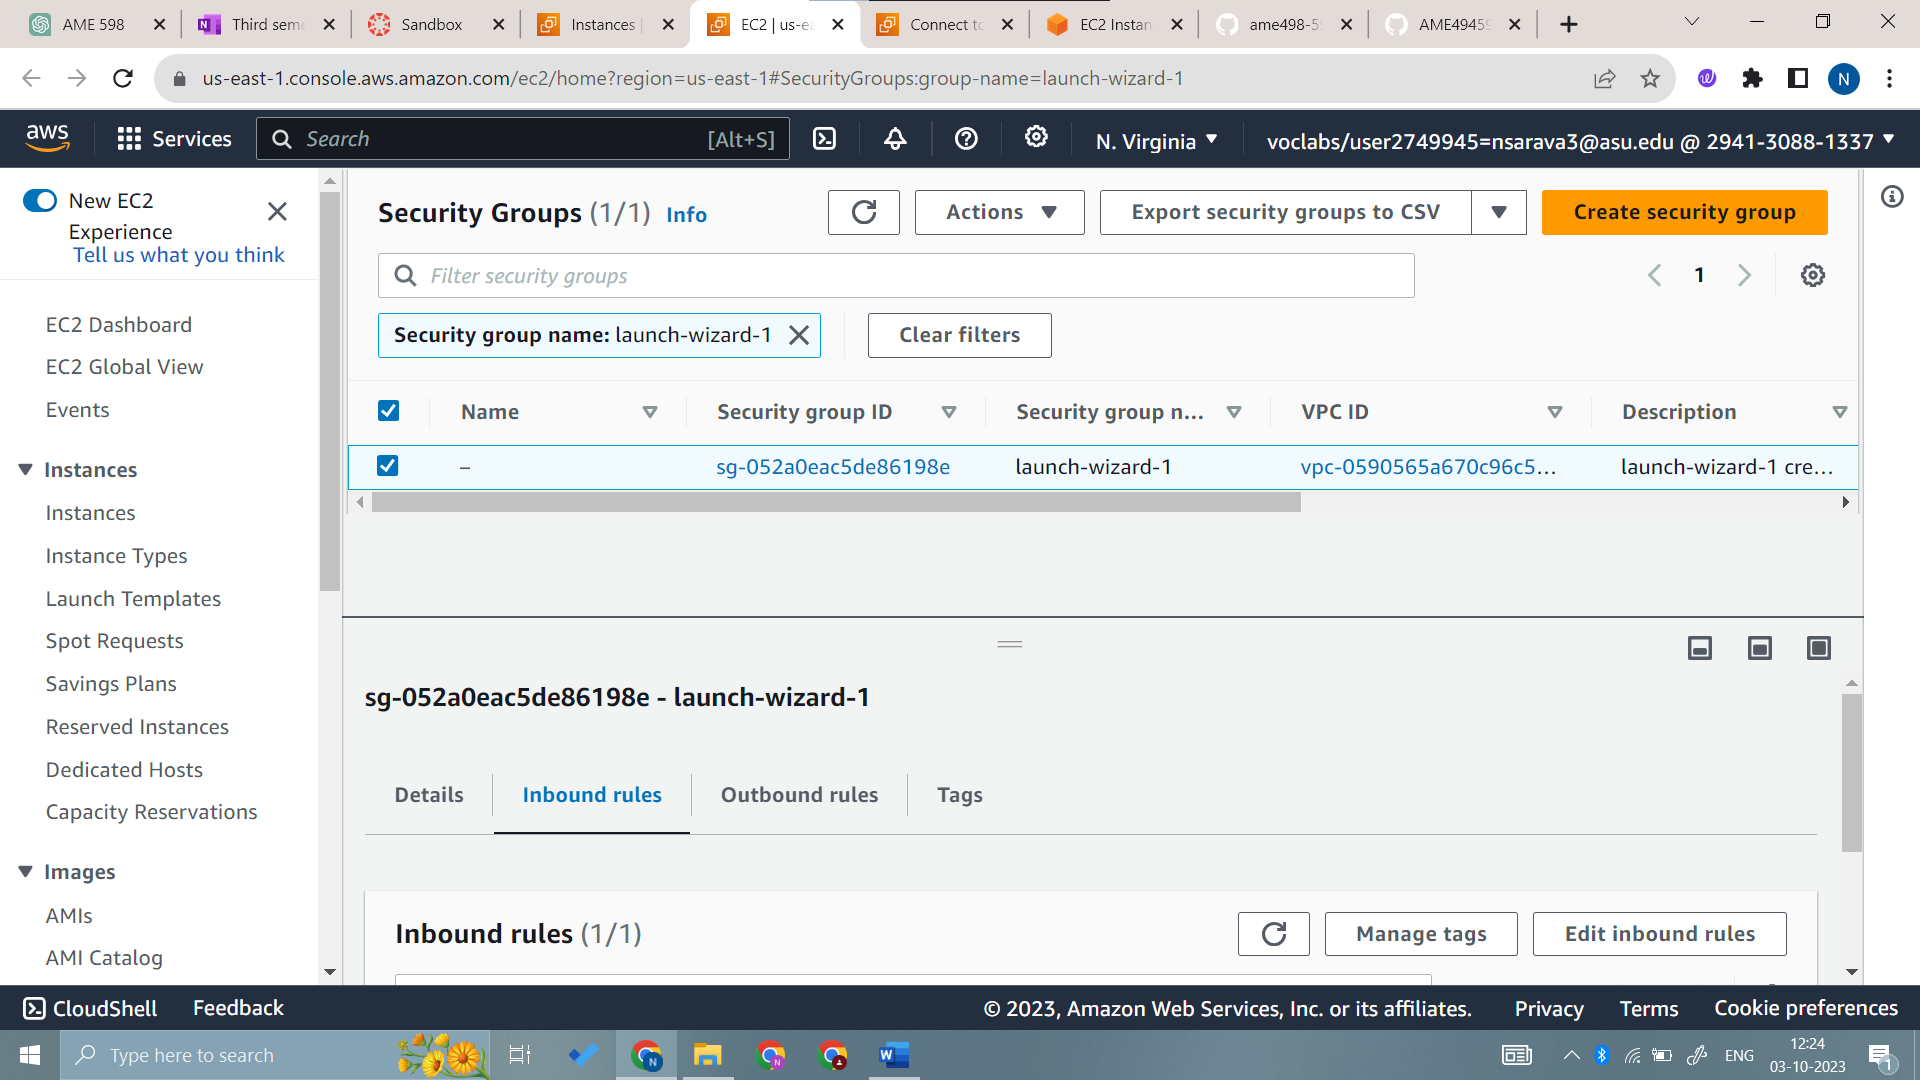 AME 598
Third seme
Sandbox
Instances |
EC2 | us-ea
Connect to
EC2 Instan
ame498-59
AME49459
us-east-1.console.aws.amazon.com/ec2/home?region=us-east-1#SecurityGroups:group-name=launch-wizard-1
N
aws
Services
Search
[Alt+S]
N. Virginia
voclabs/user2749945=nsarava3@asu.edu @ 2941-3088-1337
New EC2
Experience
Tell us what you think
EC2 Dashboard
EC2 Global View
Events
Instances
Instances
Instance Types
Launch Templates
Spot Requests
Savings Plans
Reserved Instances
Dedicated Hosts
Capacity Reservations
Images
AMIs
AMI Catalog
Security Groups (1/1) Info
Actions
Export security groups to CSV
Create security group
Filter security groups
1
Security group name: launch-wizard-1
Clear filters
Name
Security group ID
Security group n...
VPC ID
Description
–
sg-052a0eac5de86198e
launch-wizard-1
vpc-0590565a670c96c5...
launch-wizard-1 cre...
sg-052a0eac5de86198e - launch-wizard-1
Details
Inbound rules
Outbound rules
Tags
Inbound rules (1/1)
Manage tags
Edit inbound rules
CloudShell
Feedback
© 2023, Amazon Web Services, Inc. or its affiliates.
Privacy
Terms
Cookie preferences
Type here to search
ENG
12:24
03-10-2023
1